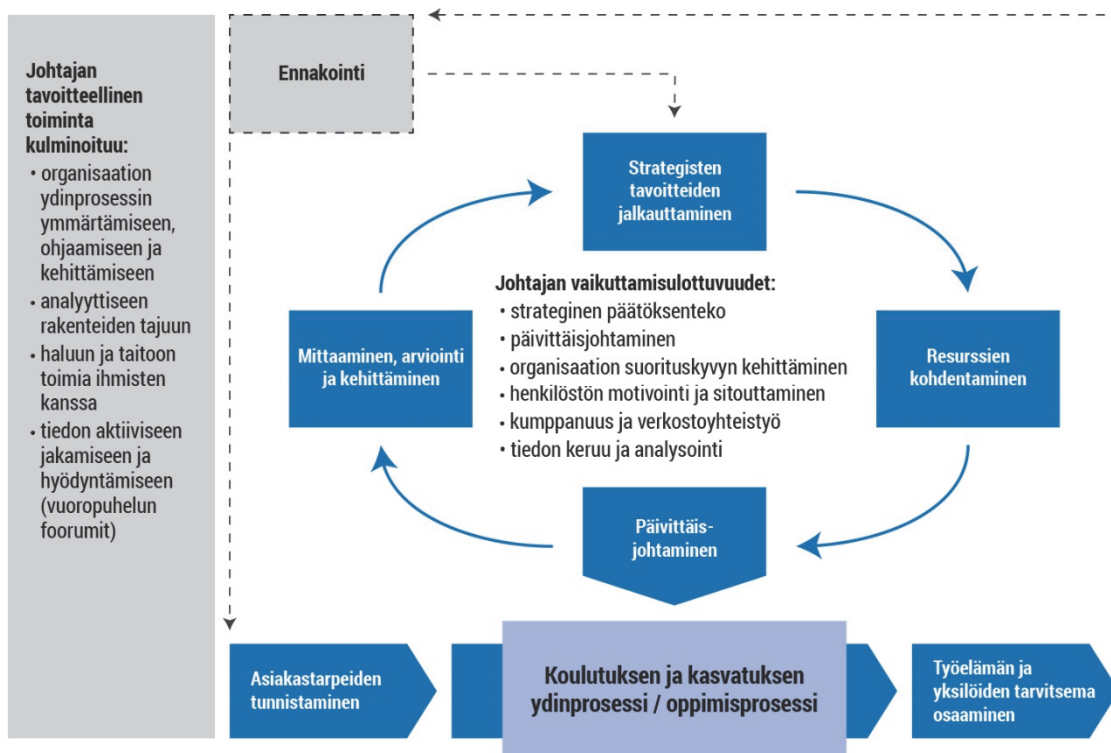 Johtajan
tavoitteellinen
toiminta
kulminoituu:
• organisaation
ydinprosessin
ymmärtämiseen,
ohjaamiseen ja
kehittämiseen
• analyyttiseen
rakenteiden tajuun
• haluun ja taitoon
toimia ihmisten
kanssa
• tiedon aktiiviseen
jakamiseen ja
hyödyntämiseen
(vuoropuhelun
foorumit)
Ennakointi
Strategisten
tavoitteiden
jalkauttaminen
Johtajan vaikuttamisulottuvuudet:
• strateginen päätöksenteko
• päivittäisjohtaminen
• organisaation suorituskyvyn kehittäminen
• henkilöstön motivointi ja sitouttaminen
• kumppanuus ja verkostoyhteistyö
• tiedon keruu ja analysointi
Mittaaminen, arviointi
ja kehittäminen
Resurssien
kohdentaminen
Päivittäis-
johtaminen
Asiakastarpeiden
tunnistaminen
Koulutuksen ja kasvatuksen
ydinprosessi / oppimisprosessi
Työelämän ja
yksilöiden tarvitsema
osaaminen